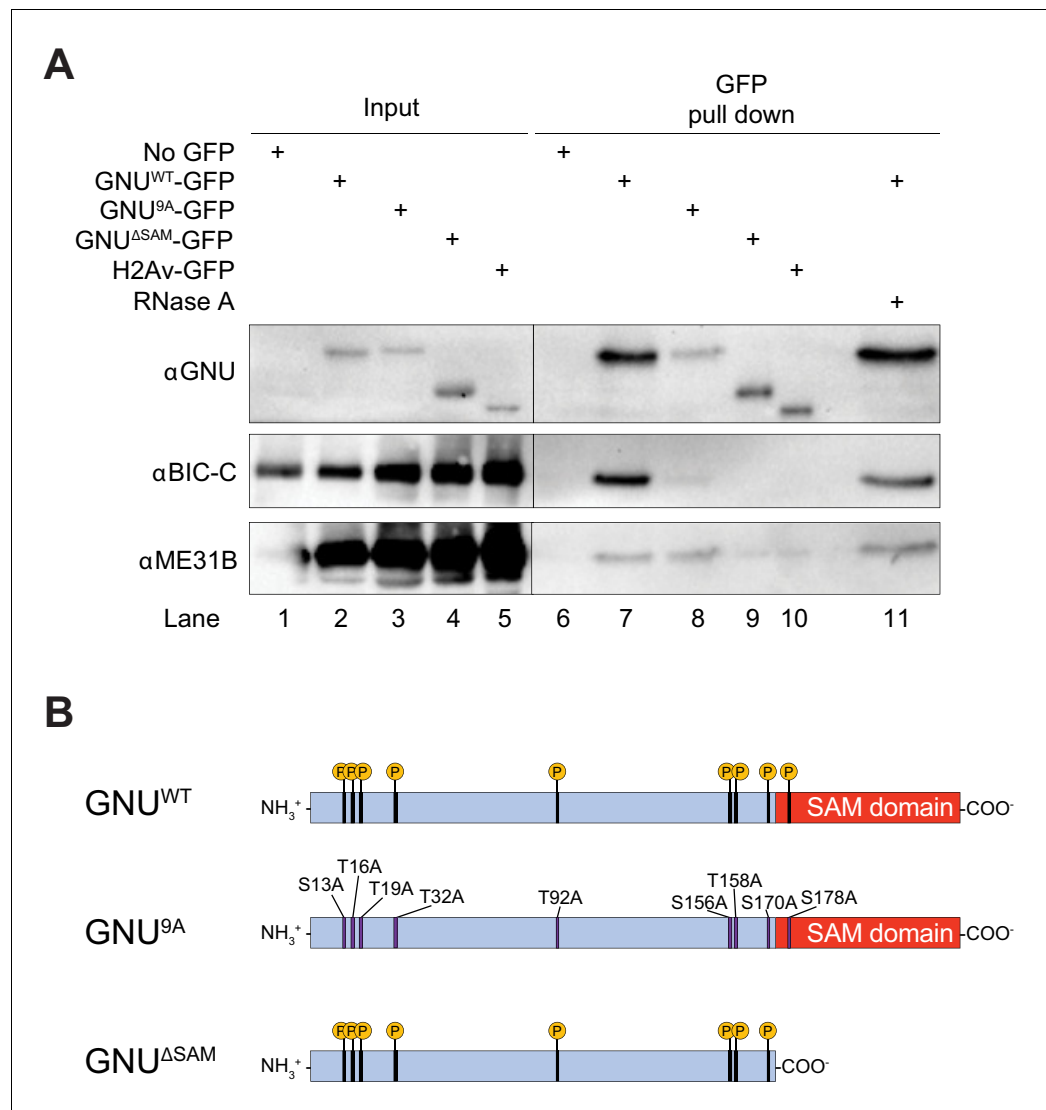 A
Input
GFP
pull down
No GFP + +
GNUᵂᵀ-GFP + + +
GNU⁹ᴬ-GFP + +
GNUΔSAM-GFP + +
H2Av-GFP + +
RNase A +
αGNU
αBIC-C
αME31B
Lane 1 2 3 4 5 6 7 8 9 10 11
B
P P P P P P P P P
GNUᵂᵀ NH₃⁺ SAM domain -COO⁻
S13A T16A T19A T32A T92A S156A T158A S170A S178A
GNU⁹ᴬ NH₃⁺ SAM domain -COO⁻
P P P P P P P P
GNUΔSAM NH₃⁺ -COO⁻